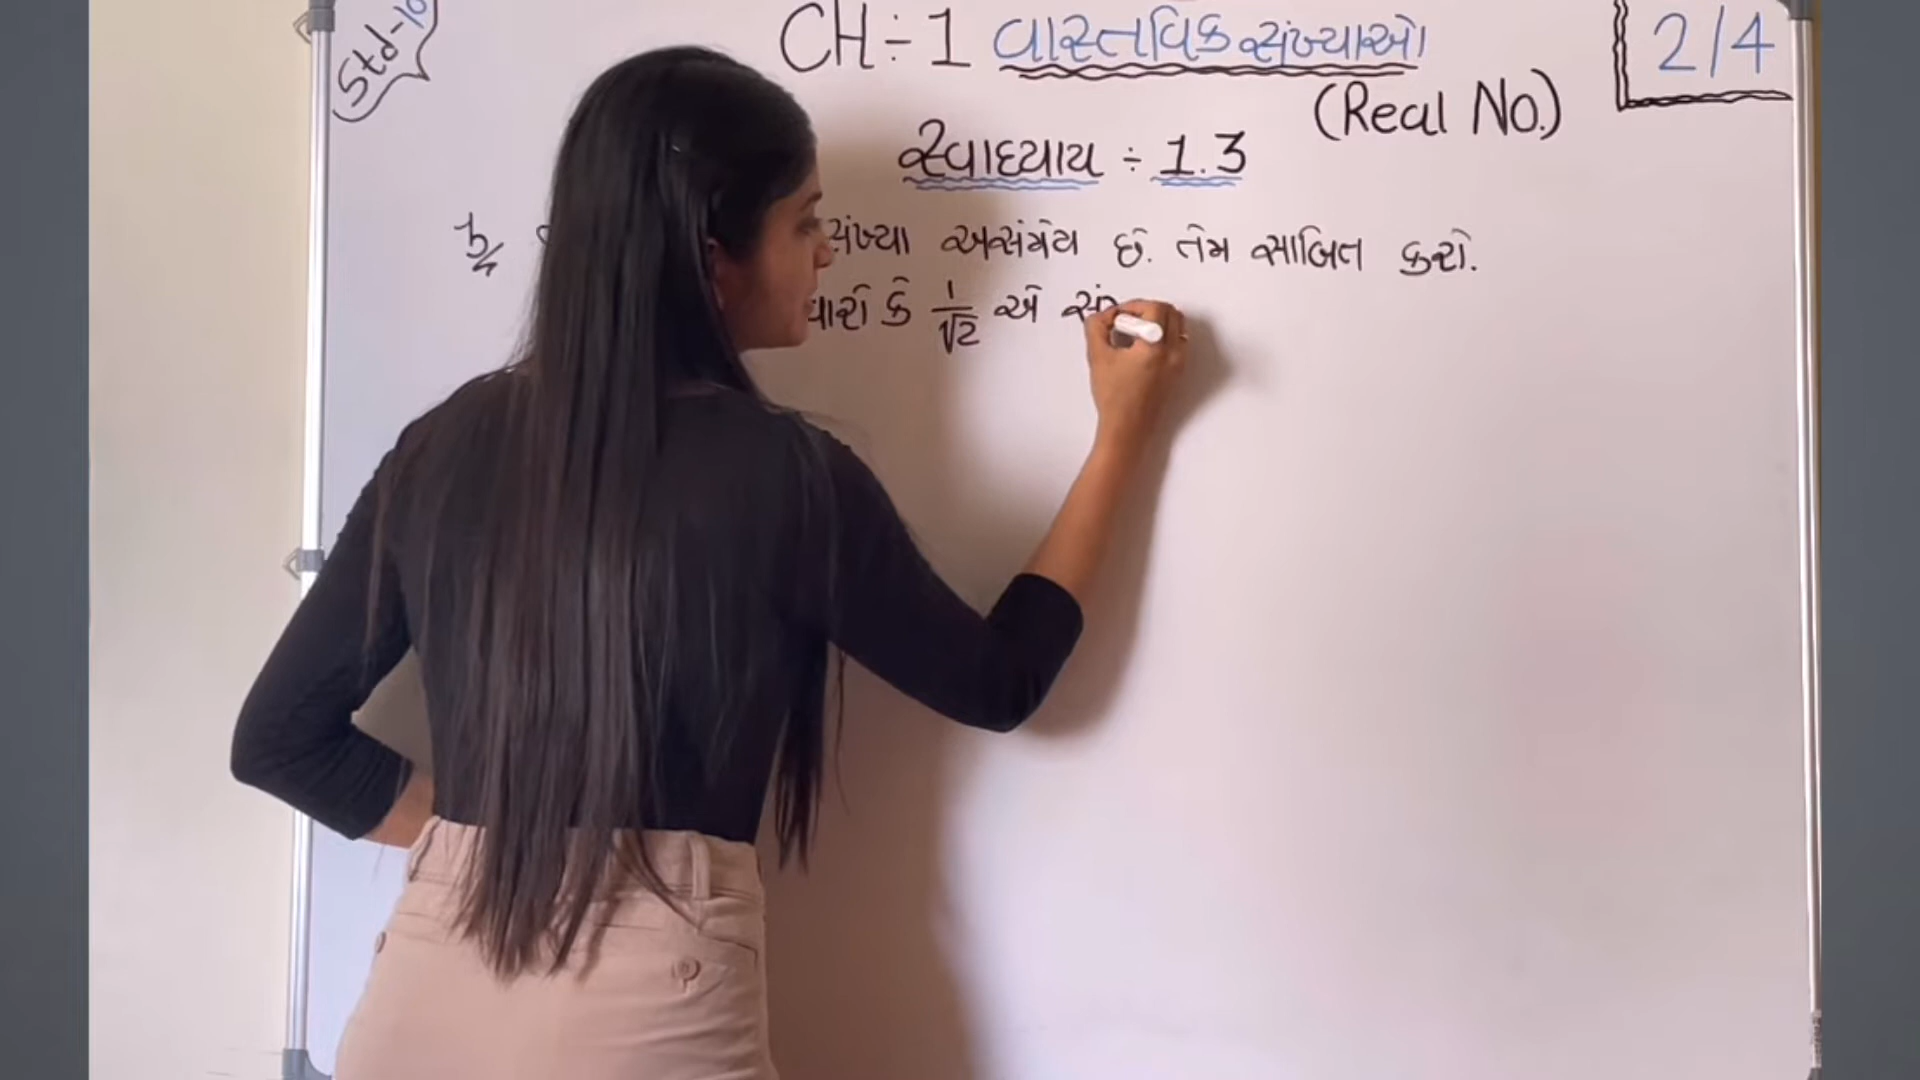 Std-10
CH÷1 વાસ્તવિક સંખ્યાઓ
2/4
(Real No.)
સ્વાધ્યાય ÷ 1.3
સંખ્યા અસંમેય છે. તેમ સાબિત કરો.
ધારો કે 1/√2 એ સં